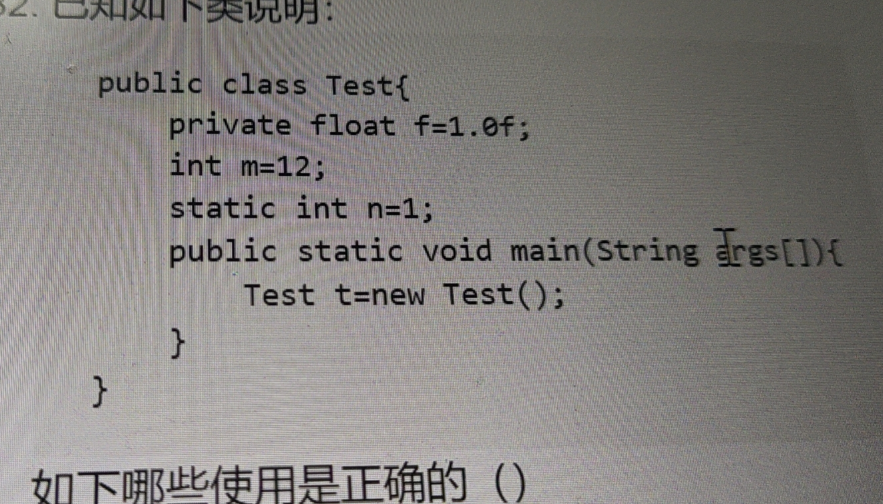 32. 已知如下类说明:
public class Test{
private float f=1.0f;
int m=12;
static int n=1;
public static void main(String args[]){
Test t=new Test();
}
}
如下哪些使用是正确的（）